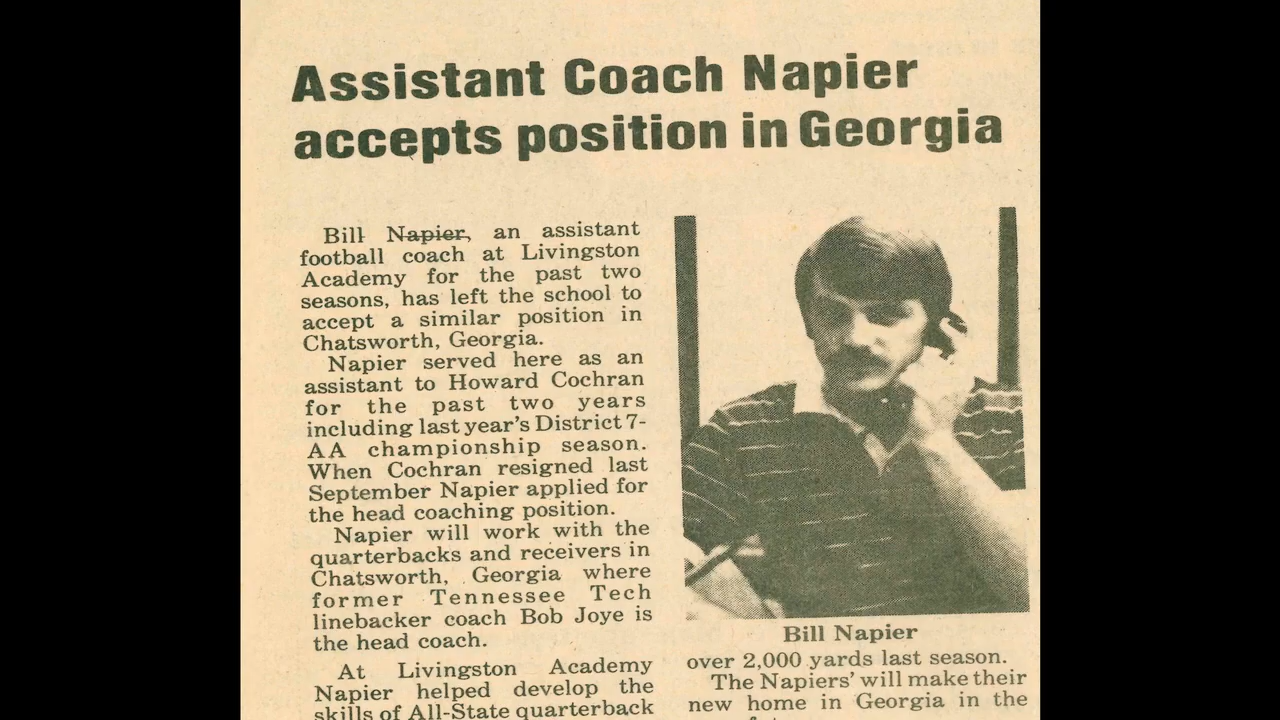 Assistant Coach Napier
accepts position in Georgia
Bill Napier, an assistant
football coach at Livingston
Academy for the past two
seasons, has left the school to
accept a similar position in
Chatsworth, Georgia.
Napier served here as an
assistant to Howard Cochran
for the past two years
including last year's District 7-
AA championship season.
When Cochran resigned last
September Napier applied for
the head coaching position.
Napier will work with the
quarterbacks and receivers in
Chatsworth, Georgia where
former Tennessee Tech
linebacker coach Bob Joye is
the head coach.
At Livingston Academy
Napier helped develop the
skills of All-State quarterback
Bill Napier
over 2,000 yards last season.
The Napiers' will make their
new home in Georgia in the